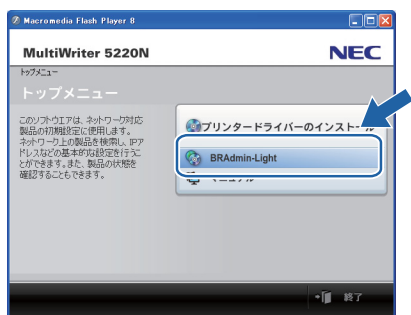 Macromedia Flash Player 8
MultiWriter 5220N
NEC
トップメニュー
トップメニュー
このソフトウエアは、ネットワーク対応
製品の初期設定に使用します。
ネットワーク上の製品を検索し、IPア
ドレスなどの基本的な設定を行うこ
とができます。また、製品の状態を
確認することもできます。
プリンタードライバーのインストール
BRAdmin-Light
マニュアル
終了